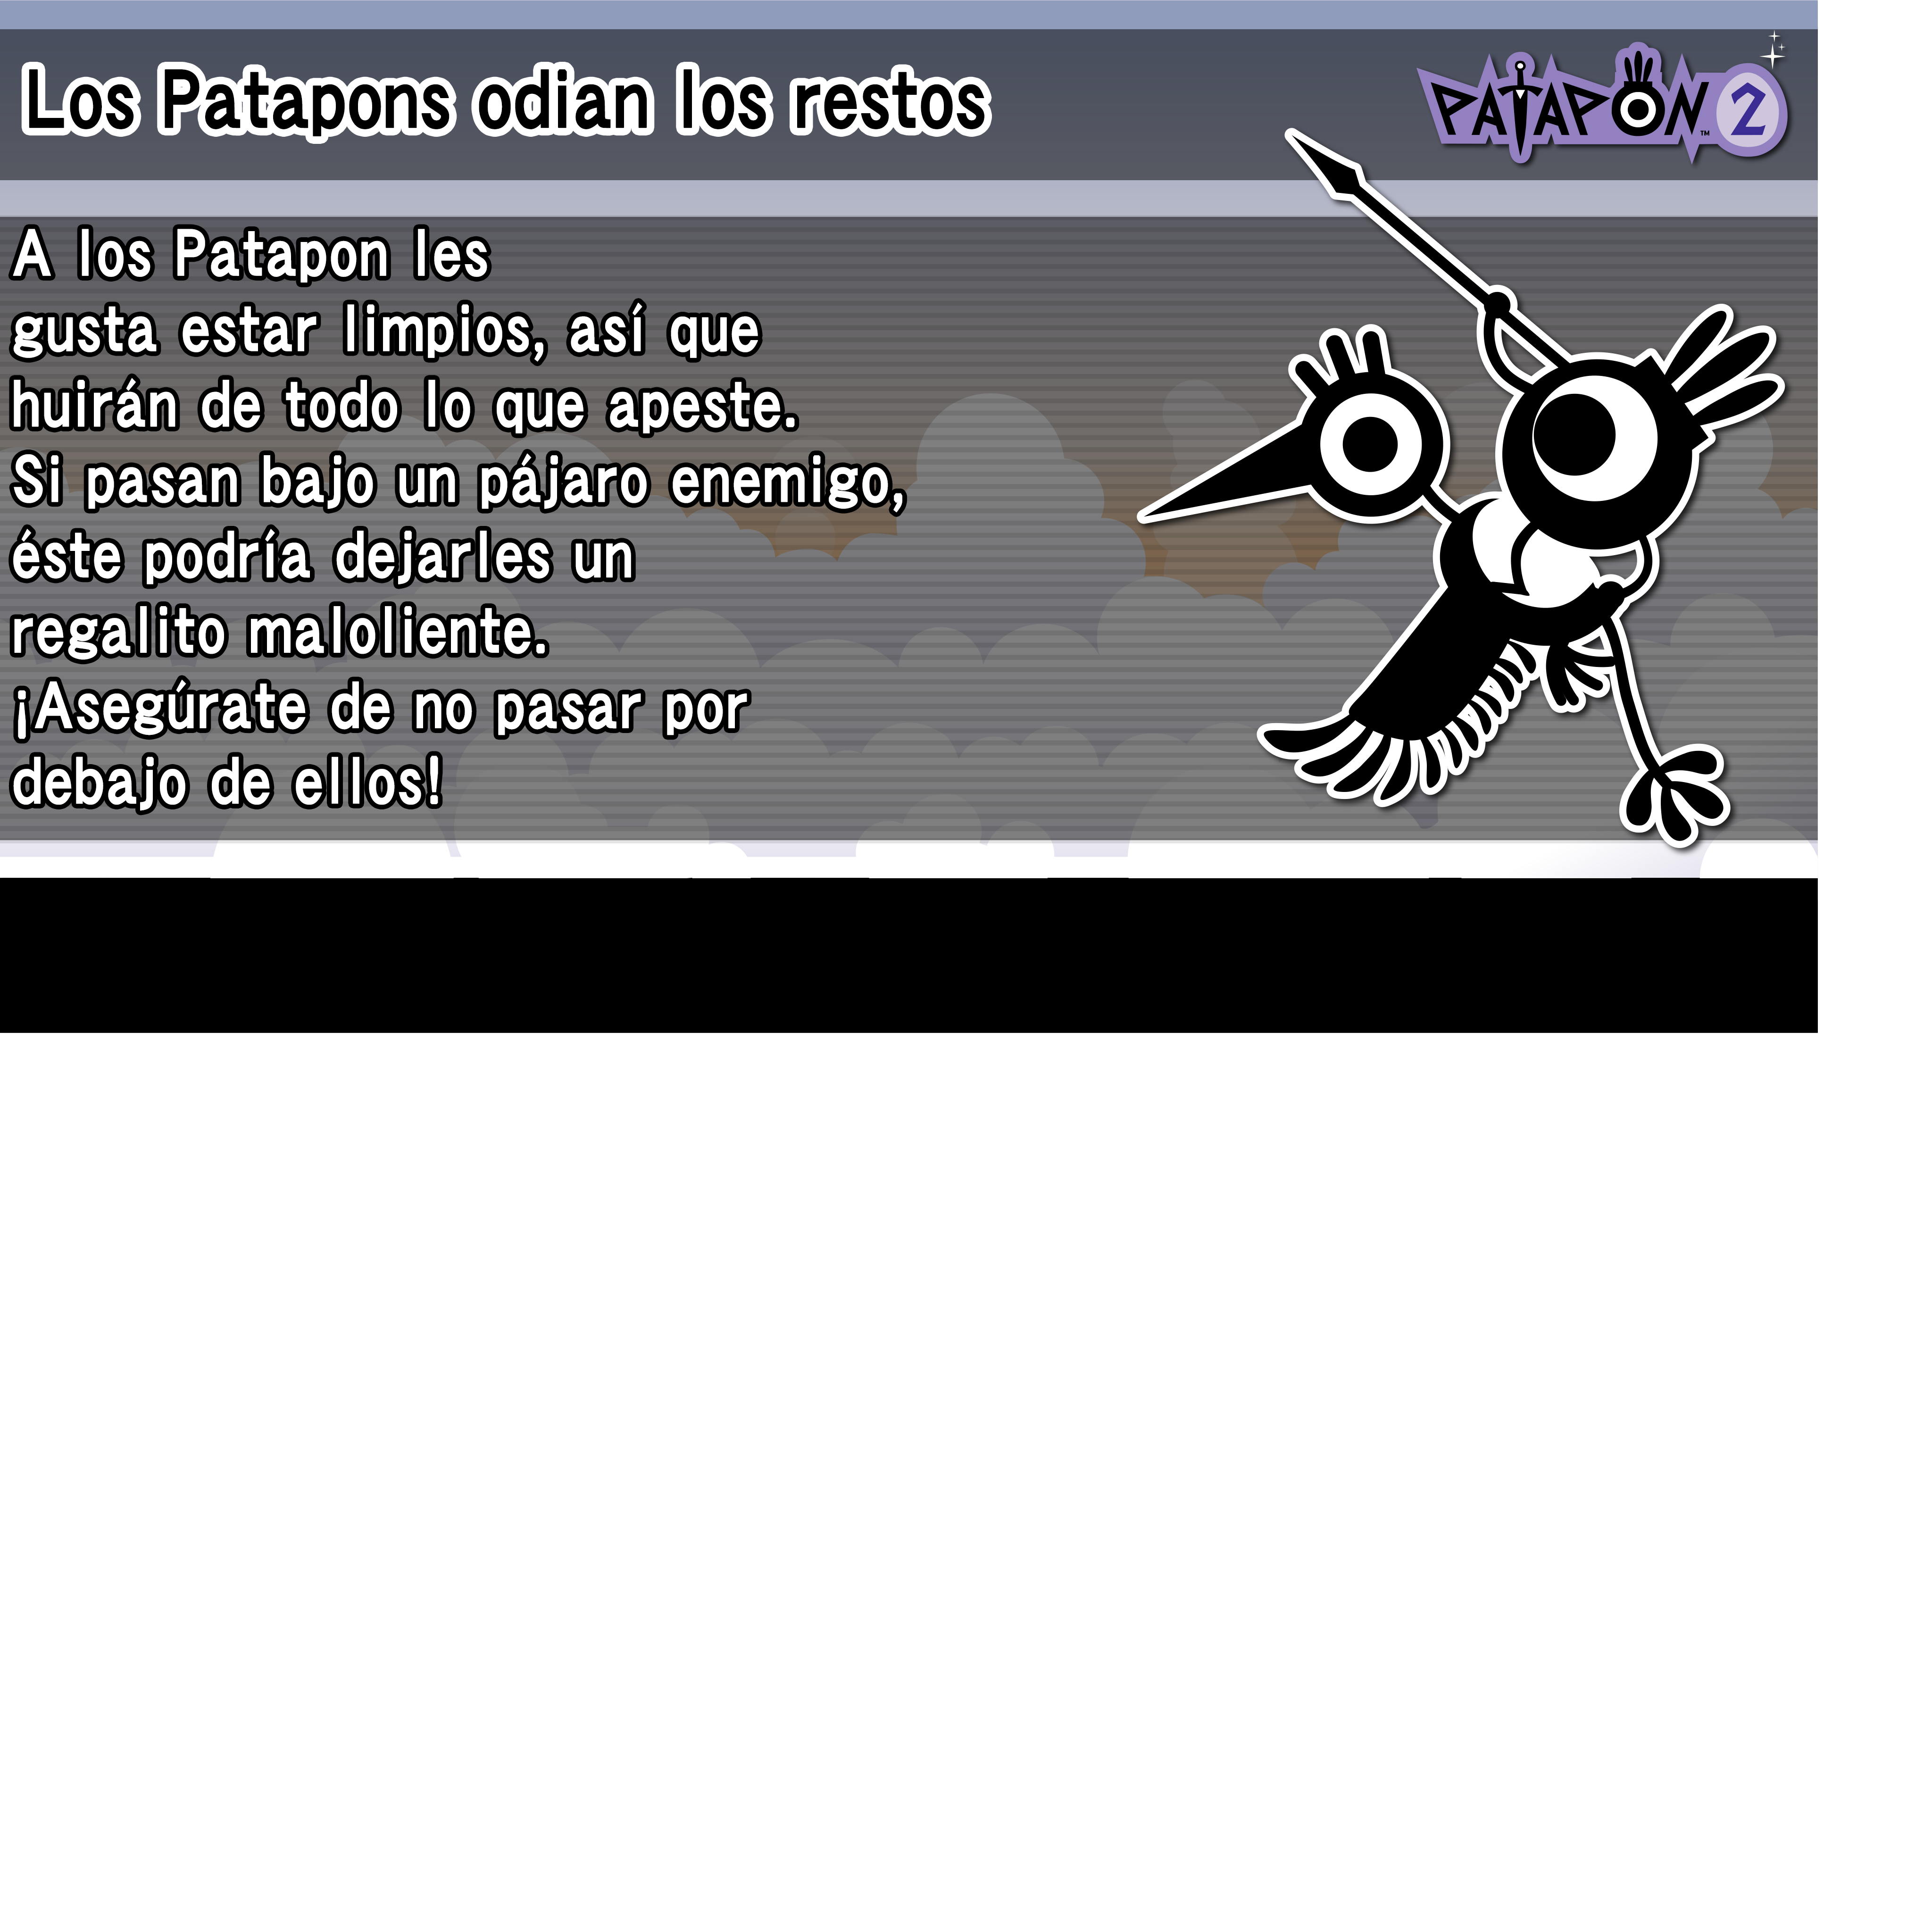 Los Patapons odian los restos
PATAPON 2
™
A los Patapon les
gusta estar limpios, así que
huirán de todo lo que apeste.
Si pasan bajo un pájaro enemigo,
éste podría dejarles un
regalito maloliente.
¡Asegúrate de no pasar por
debajo de ellos!